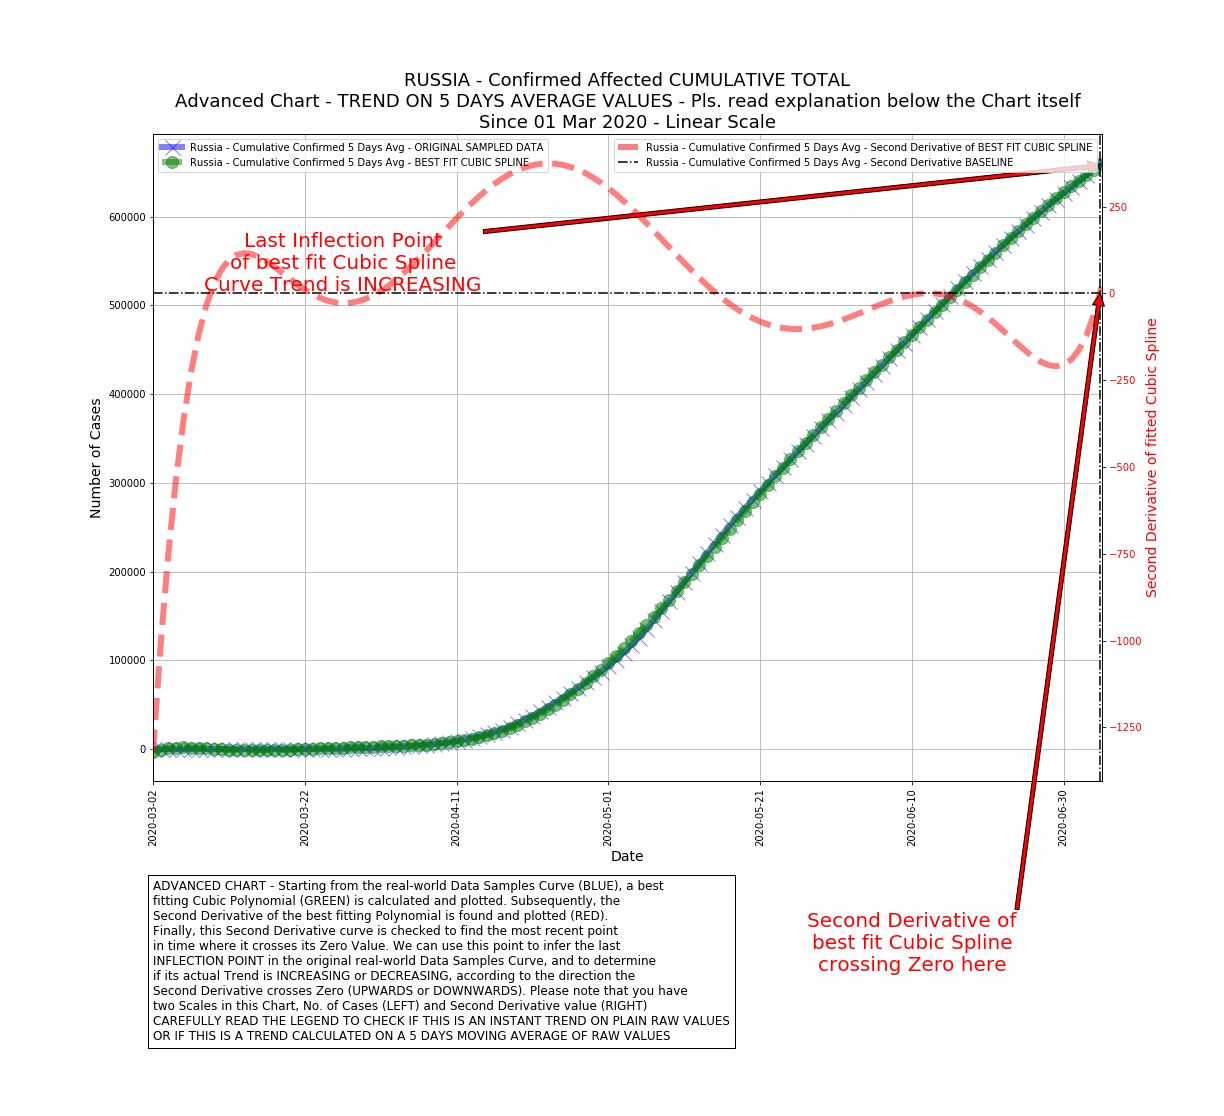 RUSSIA - Confirmed Affected CUMULATIVE TOTAL
Advanced Chart - TREND ON 5 DAYS AVERAGE VALUES - Pls. read explanation below the Chart itself
Since 01 Mar 2020 - Linear Scale
Russia - Cumulative Confirmed 5 Days Avg - ORIGINAL SAMPLED DATA
Russia - Cumulative Confirmed 5 Days Avg - BEST FIT CUBIC SPLINE
Russia - Cumulative Confirmed 5 Days Avg - Second Derivative of BEST FIT CUBIC SPLINE
Russia - Cumulative Confirmed 5 Days Avg - Second Derivative BASELINE
Last Inflection Point
of best fit Cubic Spline
Curve Trend is INCREASING
Number of Cases
600000
500000
400000
300000
200000
100000
0
250
0
−250
−500
−750
−1000
−1250
Second Derivative of fitted Cubic Spline
2020-03-02
2020-03-22
2020-04-11
2020-05-01
2020-05-21
2020-06-10
2020-06-30
Date
ADVANCED CHART - Starting from the real-world Data Samples Curve (BLUE), a best
fitting Cubic Polynomial (GREEN) is calculated and plotted. Subsequently, the
Second Derivative of the best fitting Polynomial is found and plotted (RED).
Finally, this Second Derivative curve is checked to find the most recent point
in time where it crosses its Zero Value. We can use this point to infer the last
INFLECTION POINT in the original real-world Data Samples Curve, and to determine
if its actual Trend is INCREASING or DECREASING, according to the direction the
Second Derivative crosses Zero (UPWARDS or DOWNWARDS). Please note that you have
two Scales in this Chart, No. of Cases (LEFT) and Second Derivative value (RIGHT)
CAREFULLY READ THE LEGEND TO CHECK IF THIS IS AN INSTANT TREND ON PLAIN RAW VALUES
OR IF THIS IS A TREND CALCULATED ON A 5 DAYS MOVING AVERAGE OF RAW VALUES
Second Derivative of
best fit Cubic Spline
crossing Zero here